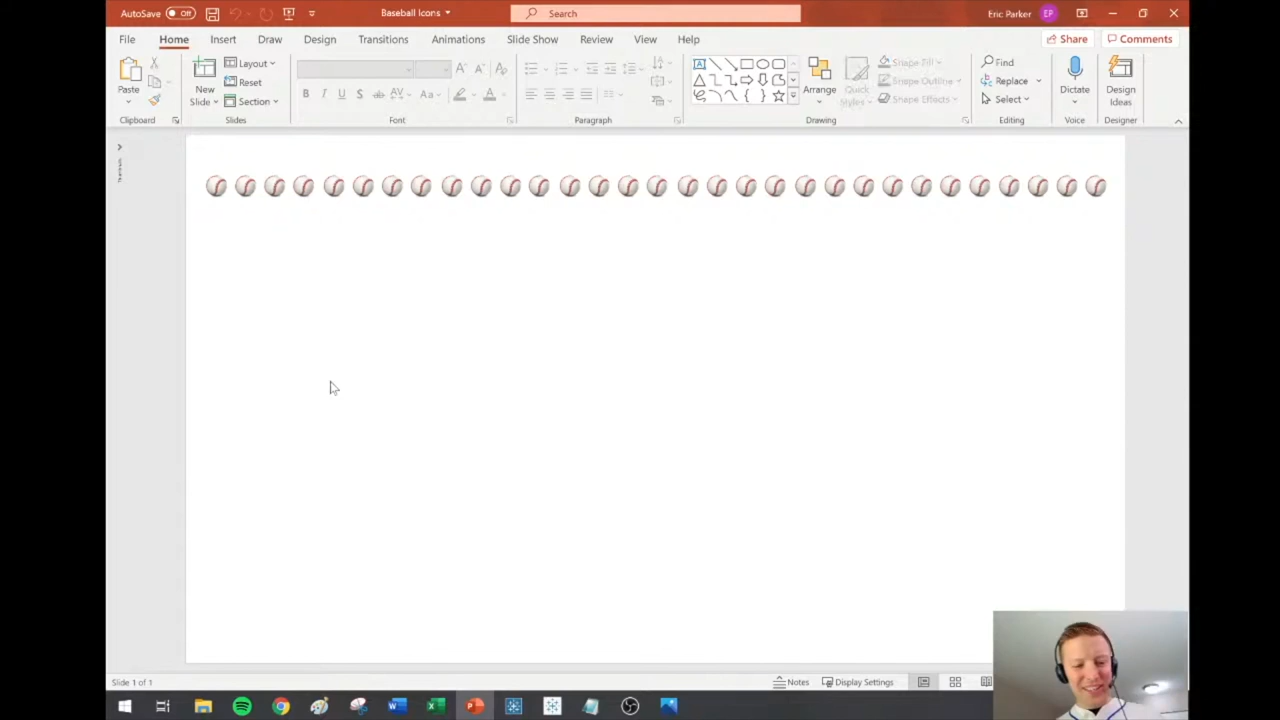 AutoSave Off Baseball Icons Search Eric Parker EP
File Home Insert Draw Design Transitions Animations Slide Show Review View Help Share Comments
Paste
New
Slide
Layout
Reset
Section
B I U S ab AV Aa A
Arrange
Quick
Styles
Shape Fill
Shape Outline
Shape Effects
Find
Replace
Select
Dictate
Design
Ideas
Clipboard Slides Font Paragraph Drawing Editing Voice Designer
Slide 1 of 1 Notes Display Settings